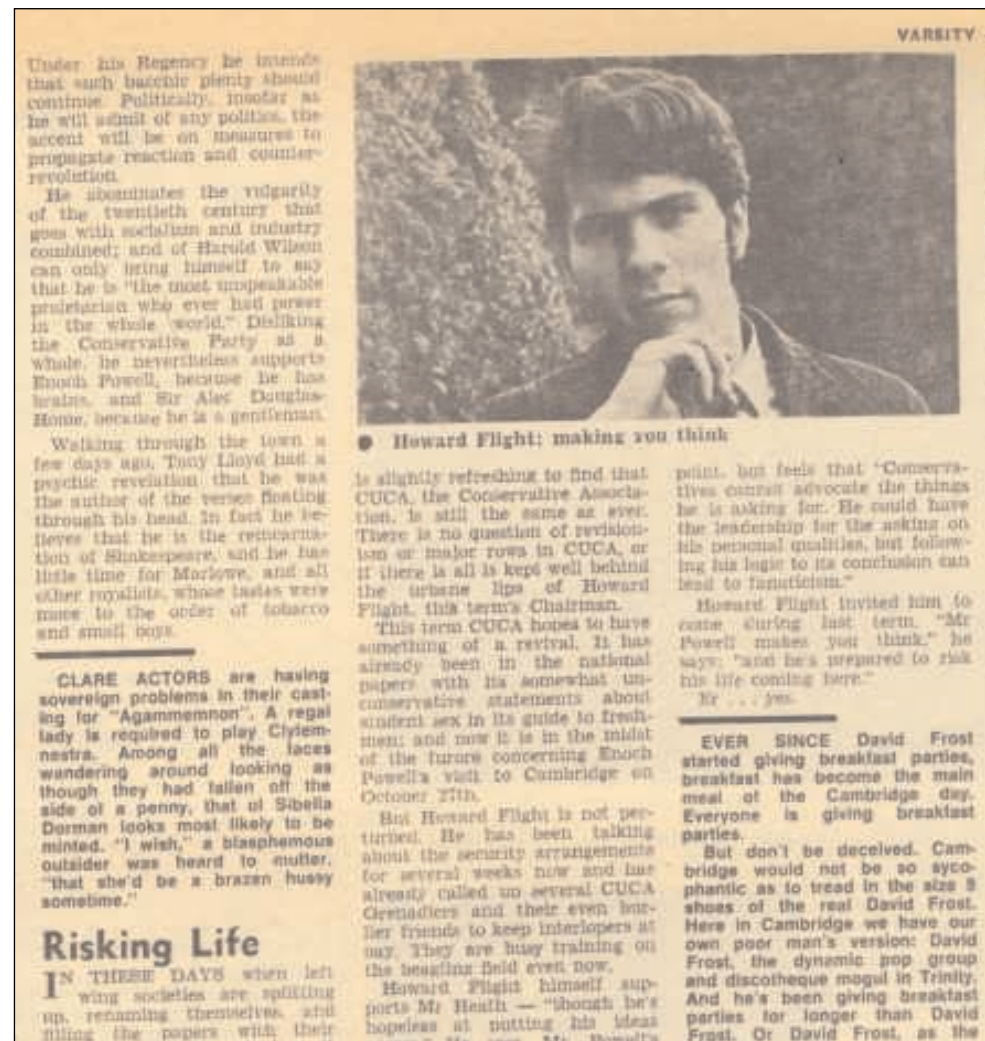 VARSITY
Under his Regency he intends
that such bacchic plenty should
continue Politically, insofar as
he will admit of any politics, the
accent will be on measures to
propagate reaction and counter-
revolution.
He abominates the vulgarity
of the twentieth century that
goes with socialism and industry
combined; and of Harold Wilson
can only bring himself to say
that he is "the most unspeakable
proletarian who ever had power
in the whole world." Disliking
the Conservative Party as a
whole, he nevertheless supports
Enoch Powell, because he has
brains, and Sir Alec Douglas-
Home, because he is a gentleman.
Walking through the town a
few days ago, Tony Lloyd had a
psychic revelation that he was
the author of the verses floating
through his head. In fact he be-
lieves that he is the reincarna-
tion of Shakespeare, and he has
little time for Marlowe, and all
other royalists, whose tastes were
more to the order of tobacco
and small boys.
CLARE ACTORS are having
sovereign problems in their cast-
ing for "Agammemnon". A regal
lady is required to play Clytem-
nestra. Among all the faces
wandering around looking as
though they had fallen off the
side of a penny, that of Sibella
Dorman looks most likely to be
minted. "I wish," a blasphemous
outsider was heard to mutter,
"that she'd be a brazen hussy
sometime."
Risking Life
IN THESE DAYS when left
wing societies are splitting
up, renaming themselves, and
filling the papers with their
● Howard Flight: making you think
is slightly refreshing to find that
CUCA, the Conservative Associa-
tion, is still the same as ever.
There is no question of revision-
ism or major rows in CUCA, or
if there is all is kept well behind
the urbane lips of Howard
Flight, this term's Chairman.
This term CUCA hopes to have
something of a revival. It has
already been in the national
papers with its somewhat un-
conservative statements about
student sex in its guide to fresh-
men; and now it is in the midst
of the furore concerning Enoch
Powell's visit to Cambridge on
October 27th.
But Howard Flight is not per-
turbed. He has been talking
about the security arrangements
for several weeks now and has
already called up several CUCA
Grenadiers and their even bur-
lier friends to keep interlopers at
bay. They are busy training on
the beagling field even now.
Howard Flight himself sup-
ports Mr Heath — "though he's
hopeless at putting his ideas
Mr. Powell's
point, but feels that "Conserva-
tives cannot advocate the things
he is asking for. He could have
the leadership for the asking on
his personal qualities, but follow-
ing his logic to its conclusion can
lead to fanaticism."
Howard Flight invited him to
come during last term. "Mr
Powell makes you think," he
says; "and he's prepared to risk
his life coming here."
Er . . . yes.
EVER SINCE David Frost
started giving breakfast parties,
breakfast has become the main
meal of the Cambridge day.
Everyone is giving breakfast
parties.
But don't be deceived. Cam-
bridge would not be so syco-
phantic as to tread in the size 8
shoes of the real David Frost.
Here in Cambridge we have our
own poor man's version: David
Frost, the dynamic pop group
and discotheque mogul in Trinity.
And he's been giving breakfast
parties for longer than David
Frost. Or David Frost, as the